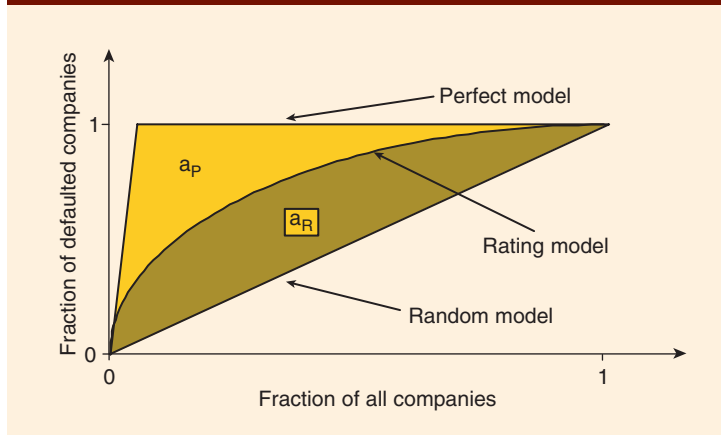 Fraction of defaulted companies
1
Perfect model
aP
aR
Rating model
Random model
0
0
1
Fraction of all companies